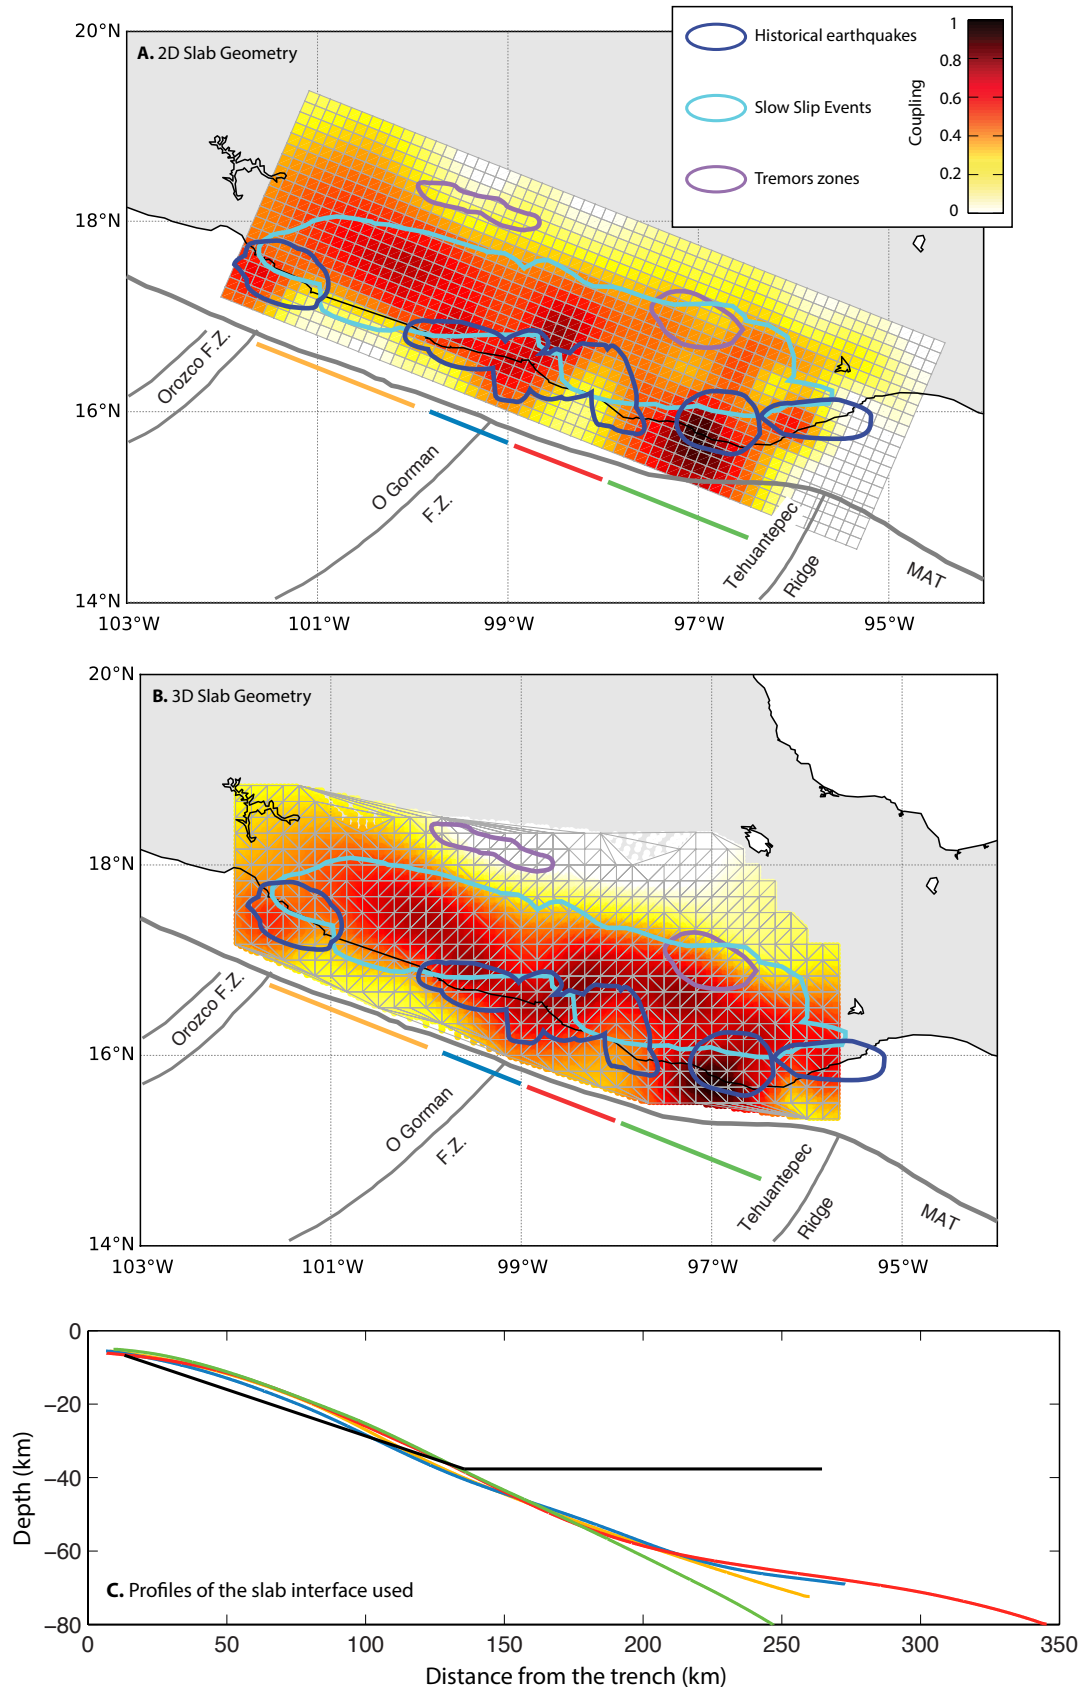 20°N
A. 2D Slab Geometry
Historical earthquakes
Slow Slip Events
Tremors zones
Coupling
1
0.8
0.6
0.4
0.2
0
18°N
16°N
14°N
Orozco F.Z.
O Gorman
F.Z.
Tehuantepec
Ridge
MAT
103°W
101°W
99°W
97°W
95°W
20°N
B. 3D Slab Geometry
18°N
16°N
14°N
Orozco F.Z.
O Gorman
F.Z.
Tehuantepec
Ridge
MAT
103°W
101°W
99°W
97°W
95°W
0
−20
−40
−60
−80
Depth (km)
C. Profiles of the slab interface used
0
50
100
150
200
250
300
350
Distance from the trench (km)